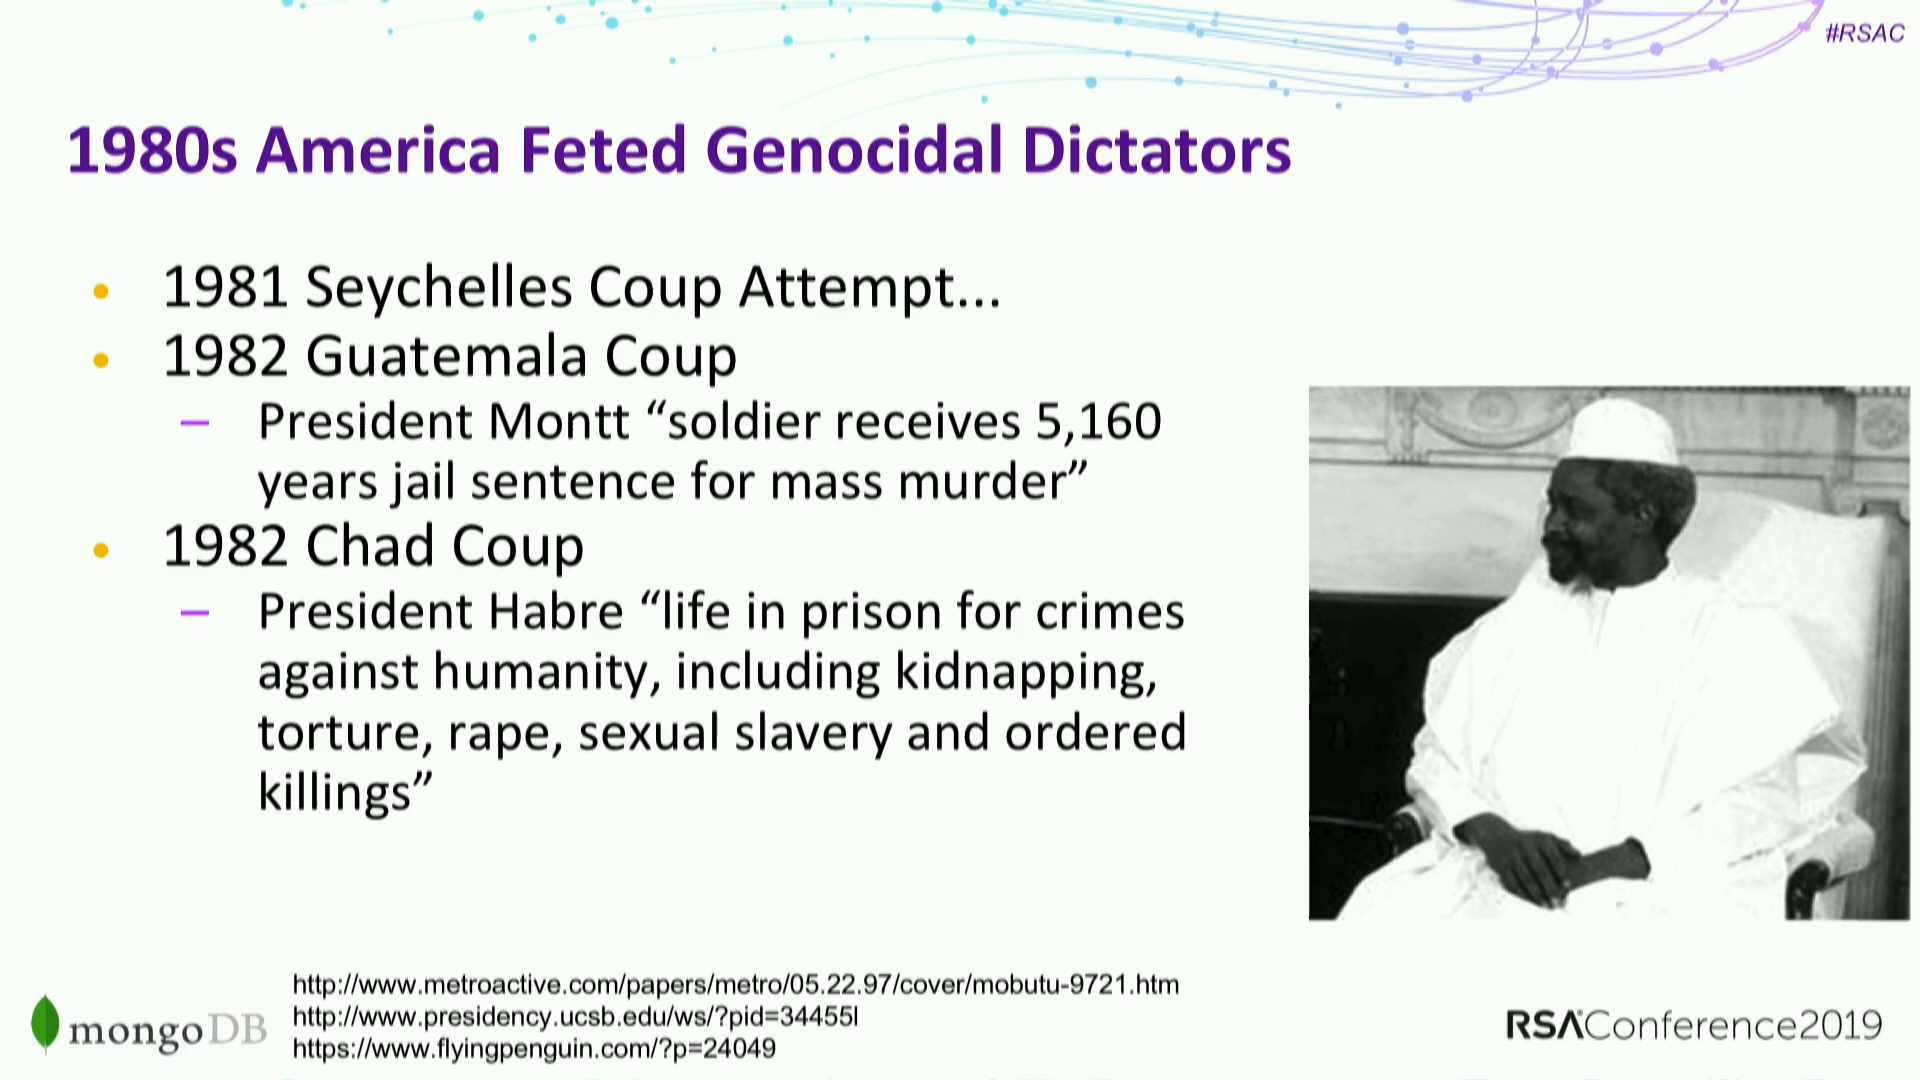 #RSAC
1980s America Feted Genocidal Dictators
• 1981 Seychelles Coup Attempt...
• 1982 Guatemala Coup
– President Montt “soldier receives 5,160
years jail sentence for mass murder”
• 1982 Chad Coup
– President Habre “life in prison for crimes
against humanity, including kidnapping,
torture, rape, sexual slavery and ordered
killings”
http://www.metroactive.com/papers/metro/05.22.97/cover/mobutu-9721.htm
http://www.presidency.ucsb.edu/ws/?pid=34455l
https://www.flyingpenguin.com/?p=24049
mongoDB
RSAConference2019